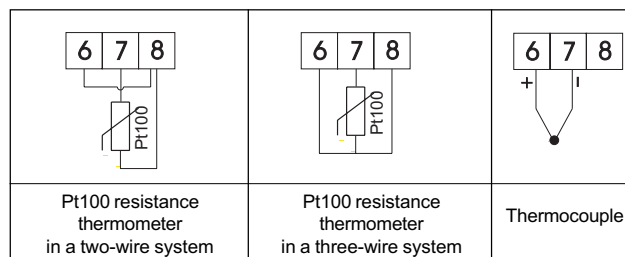 6 7 8
Pt100
Pt100 resistance
thermometer
in a two-wire system
6 7 8
Pt100
Pt100 resistance
thermometer
in a three-wire system
6 7 8
+ -
Thermocouple